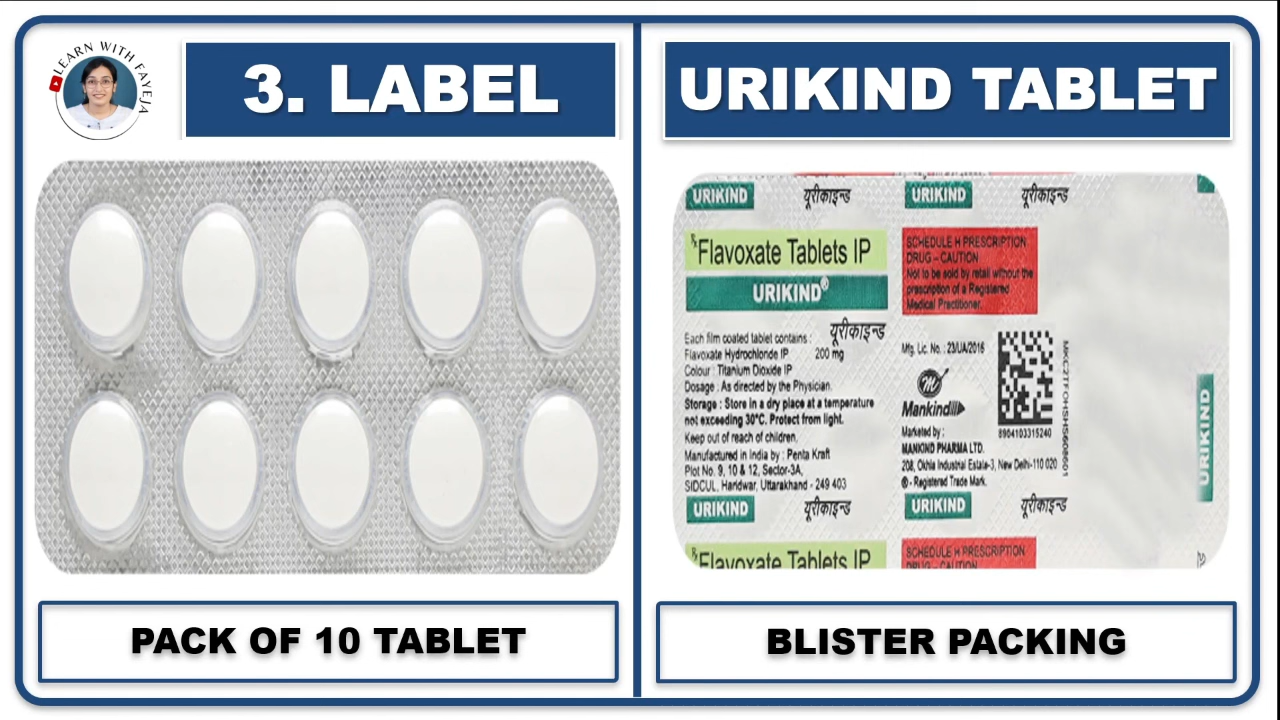 LEARN WITH FAYEJA
3. LABEL
PACK OF 10 TABLET
URIKIND TABLET
URIKIND यूरीकाइन्ड URIKIND यूरीकाइन्ड
Rx Flavoxate Tablets IP
URIKIND®
यूरीकाइन्ड
Each film coated tablet contains :
Flavoxate Hydrochloride IP 200 mg
Colour : Titanium Dioxide IP
Dosage : As directed by the Physician.
Storage : Store in a dry place at a temperature
not exceeding 30°C. Protect from light.
Keep out of reach of children.
Manufactured in India by : Penta Kraft
Plot No. 9, 10 & 12, Sector-3A,
SIDCUL, Haridwar, Uttarakhand - 249 403
SCHEDULE H PRESCRIPTION
DRUG – CAUTION
Not to be sold by retail without the
prescription of a Registered
Medical Practitioner.
Mfg. Lic. No. : 23/UA/2016
Mankind
8904103315240
Marketed by :
MANKIND PHARMA LTD.
208, Okhla Industrial Estate-3, New Delhi-110 020
® - Registered Trade Mark.
URIKIND यूरीकाइन्ड URIKIND यूरीकाइन्ड
Rx Flavoxate Tablets IP
SCHEDULE H PRESCRIPTION
DRUG – CAUTION
URIKIND
BLISTER PACKING